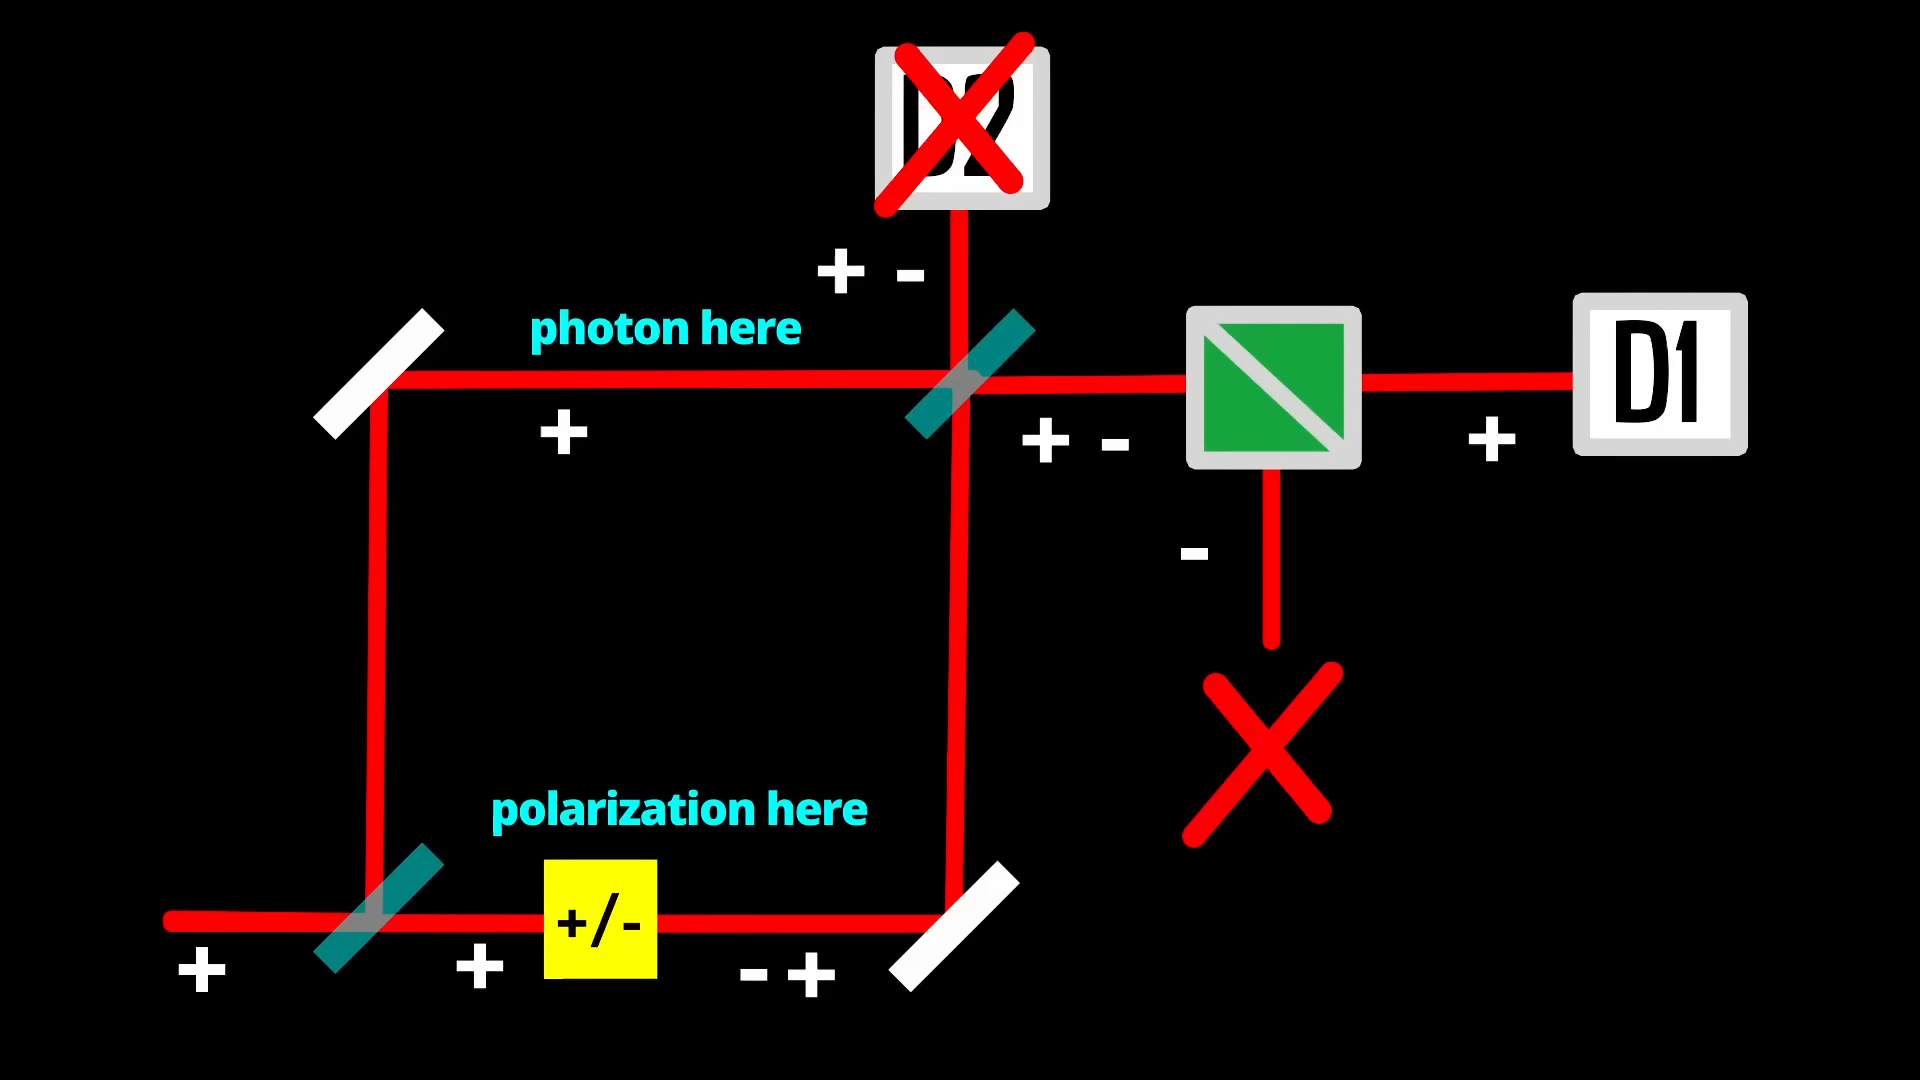 D2
+ -
photon here
D1
+
+ -
+
-
polarization here
+/-
+
+
- +